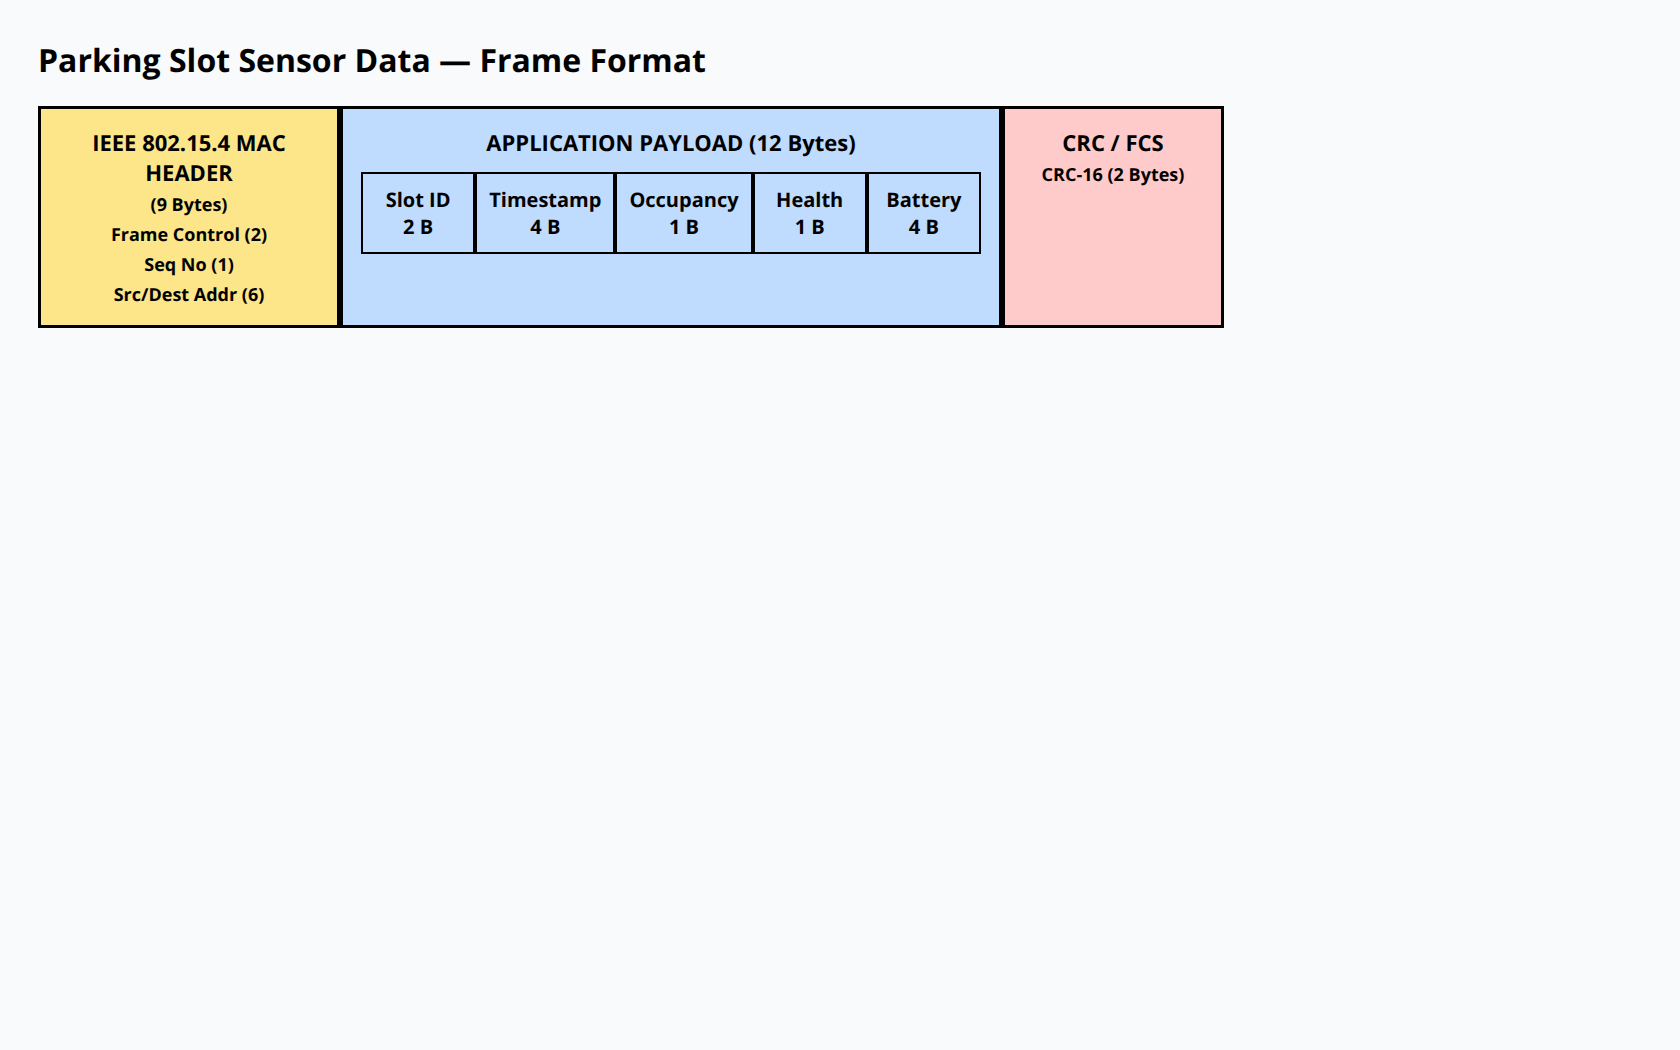 Parking Slot Sensor Data — Frame Format
IEEE 802.15.4 MAC
HEADER
(9 Bytes)
Frame Control (2)
Seq No (1)
Src/Dest Addr (6)
APPLICATION PAYLOAD (12 Bytes)
Slot ID
2 B
Timestamp
4 B
Occupancy
1 B
Health
1 B
Battery
4 B
CRC / FCS
CRC-16 (2 Bytes)